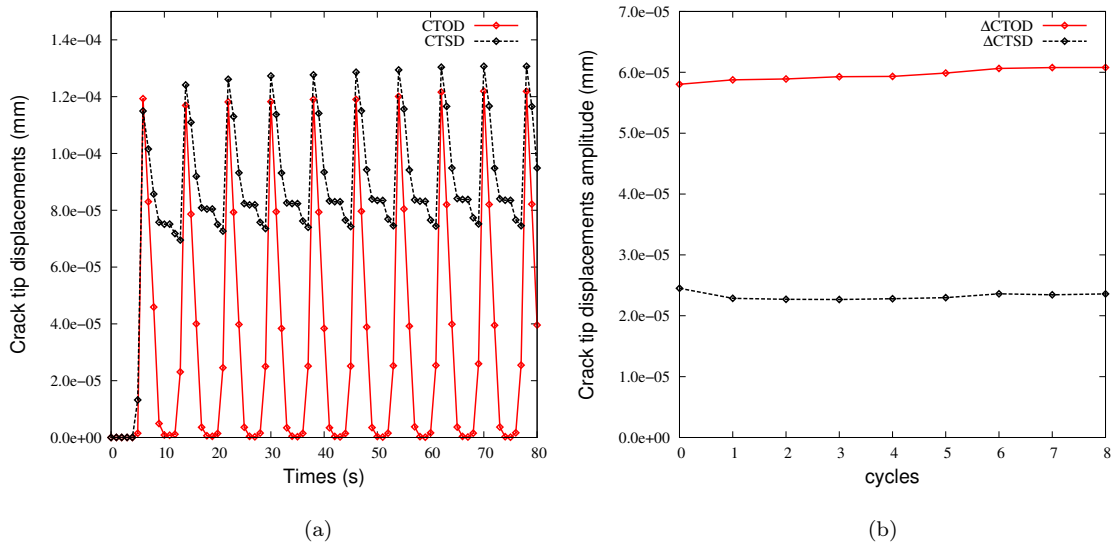 CTOD
CTSD
1.4e−04
1.2e−04
1.0e−04
8.0e−05
6.0e−05
4.0e−05
2.0e−05
0.0e+00
Crack tip displacements (mm)
0 10 20 30 40 50 60 70 80
Times (s)
(a)
ΔCTOD
ΔCTSD
7.0e−05
6.0e−05
5.0e−05
4.0e−05
3.0e−05
2.0e−05
1.0e−05
0.0e+00
Crack tip displacements amplitude (mm)
0 1 2 3 4 5 6 7 8
cycles
(b)